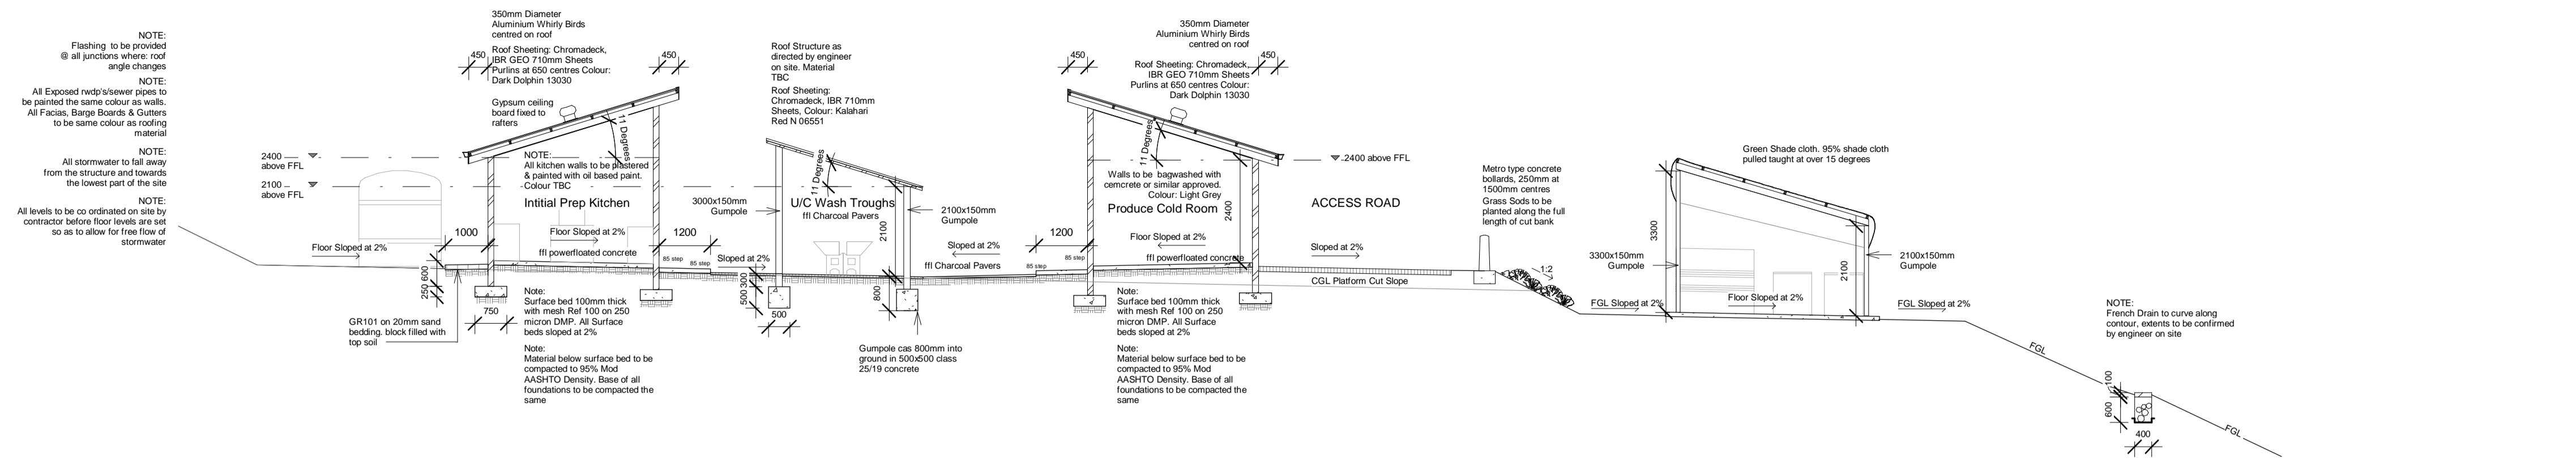 NOTE:
Flashing to be provided
@ all junctions where: roof
angle changes
NOTE:
All Exposed rwdp's/sewer pipes to
be painted the same colour as walls.
All Facias, Barge Boards & Gutters
to be same colour as roofing
material
NOTE:
All stormwater to fall away
from the structure and towards
the lowest part of the site
NOTE:
All levels to be co ordinated on site by
contractor before floor levels are set
so as to allow for free flow of
stormwater
2400
above FFL
2100
above FFL
Floor Sloped at 2%
350mm Diameter
Aluminium Whirly Birds
centred on roof
450
Roof Sheeting: Chromadeck,
IBR GEO 710mm Sheets
Purlins at 650 centres Colour:
Dark Dolphin 13030
450
Gypsum ceiling
board fixed to
rafters
11 Degrees
NOTE:
All kitchen walls to be plastered
& painted with oil based paint.
Colour TBC
Intitial Prep Kitchen
Floor Sloped at 2%
ffl powerfloated concrete
1000
1200
85 step
85 step
600
250
750
GR101 on 20mm sand
bedding. block filled with
top soil
Note:
Surface bed 100mm thick
with mesh Ref 100 on 250
micron DMP. All Surface
beds sloped at 2%
Note:
Material below surface bed to be
compacted to 95% Mod
AASHTO Density. Base of all
foundations to be compacted the
same
Roof Structure as
directed by engineer
on site. Material
TBC
Roof Sheeting:
Chromadeck, IBR 710mm
Sheets, Colour: Kalahari
Red N 06551
11 Degrees
3000x150mm
Gumpole
U/C Wash Troughs
ffl Charcoal Pavers
2100x150mm
Gumpole
2100
Sloped at 2%
Sloped at 2%
ffl Charcoal Pavers
300
500
500
800
Gumpole cas 800mm into
ground in 500x500 class
25/19 concrete
350mm Diameter
Aluminium Whirly Birds
centred on roof
450
450
Roof Sheeting: Chromadeck,
IBR GEO 710mm Sheets
Purlins at 650 centres Colour:
Dark Dolphin 13030
11 Degrees
2400 above FFL
Walls to be bagwashed with
cemcrete or similar approved.
Colour: Light Grey
Produce Cold Room
2400
1200
Floor Sloped at 2%
ffl powerfloated concrete
85 step
85 step
Note:
Surface bed 100mm thick
with mesh Ref 100 on 250
micron DMP. All Surface
beds sloped at 2%
Note:
Material below surface bed to be
compacted to 95% Mod
AASHTO Density. Base of all
foundations to be compacted the
same
ACCESS ROAD
Sloped at 2%
CGL Platform Cut Slope
Metro type concrete
bollards, 250mm at
1500mm centres
Grass Sods to be
planted along the full
length of cut bank
1:2
Green Shade cloth. 95% shade cloth
pulled taught at over 15 degrees
3300
3300x150mm
Gumpole
2100
2100x150mm
Gumpole
FGL Sloped at 2%
Floor Sloped at 2%
FGL Sloped at 2%
FGL
NOTE:
French Drain to curve along
contour, extents to be confirmed
by engineer on site
100
600
400
FGL